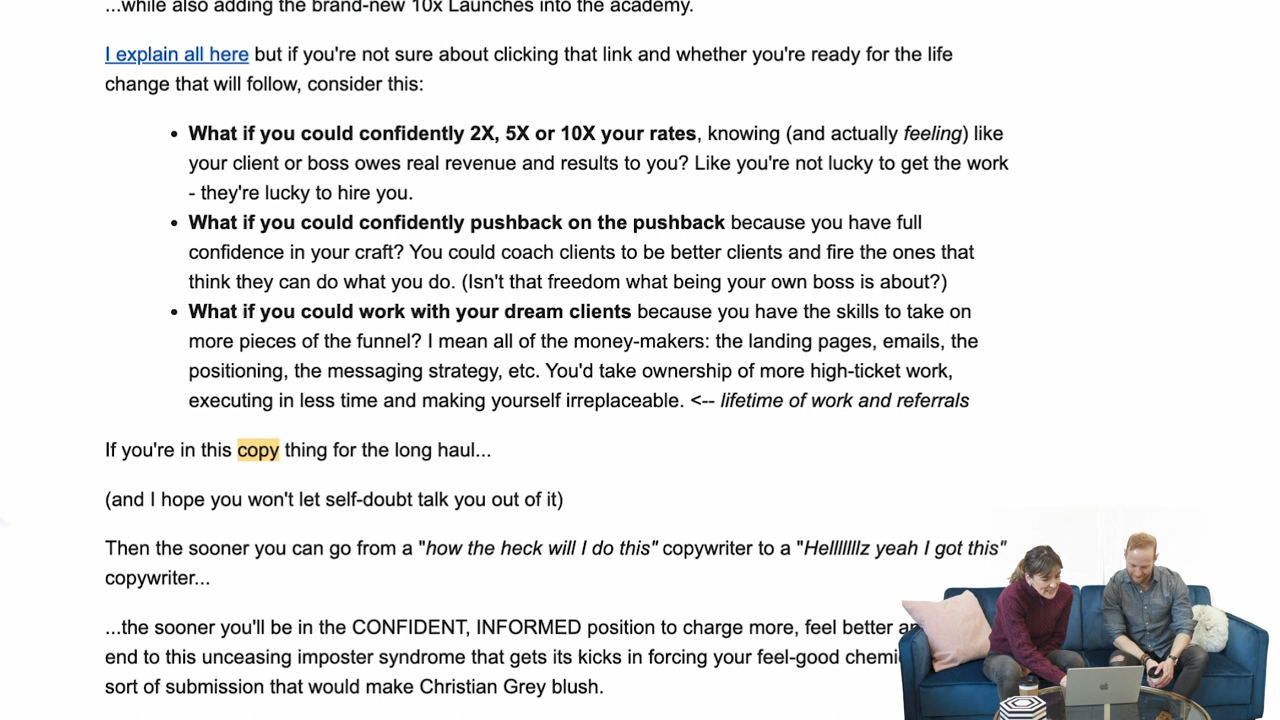 ...while also adding the brand-new 10x Launches into the academy.
I explain all here but if you're not sure about clicking that link and whether you're ready for the life
change that will follow, consider this:
• What if you could confidently 2X, 5X or 10X your rates, knowing (and actually feeling) like
your client or boss owes real revenue and results to you? Like you're not lucky to get the work
- they're lucky to hire you.
• What if you could confidently pushback on the pushback because you have full
confidence in your craft? You could coach clients to be better clients and fire the ones that
think they can do what you do. (Isn't that freedom what being your own boss is about?)
• What if you could work with your dream clients because you have the skills to take on
more pieces of the funnel? I mean all of the money-makers: the landing pages, emails, the
positioning, the messaging strategy, etc. You'd take ownership of more high-ticket work,
executing in less time and making yourself irreplaceable. <-- lifetime of work and referrals
If you're in this copy thing for the long haul...
(and I hope you won't let self-doubt talk you out of it)
Then the sooner you can go from a "how the heck will I do this" copywriter to a "Helllllllz yeah I got this"
copywriter...
...the sooner you'll be in the CONFIDENT, INFORMED position to charge more, feel better
end to this unceasing imposter syndrome that gets its kicks in forcing your feel-good
sort of submission that would make Christian Grey blush.